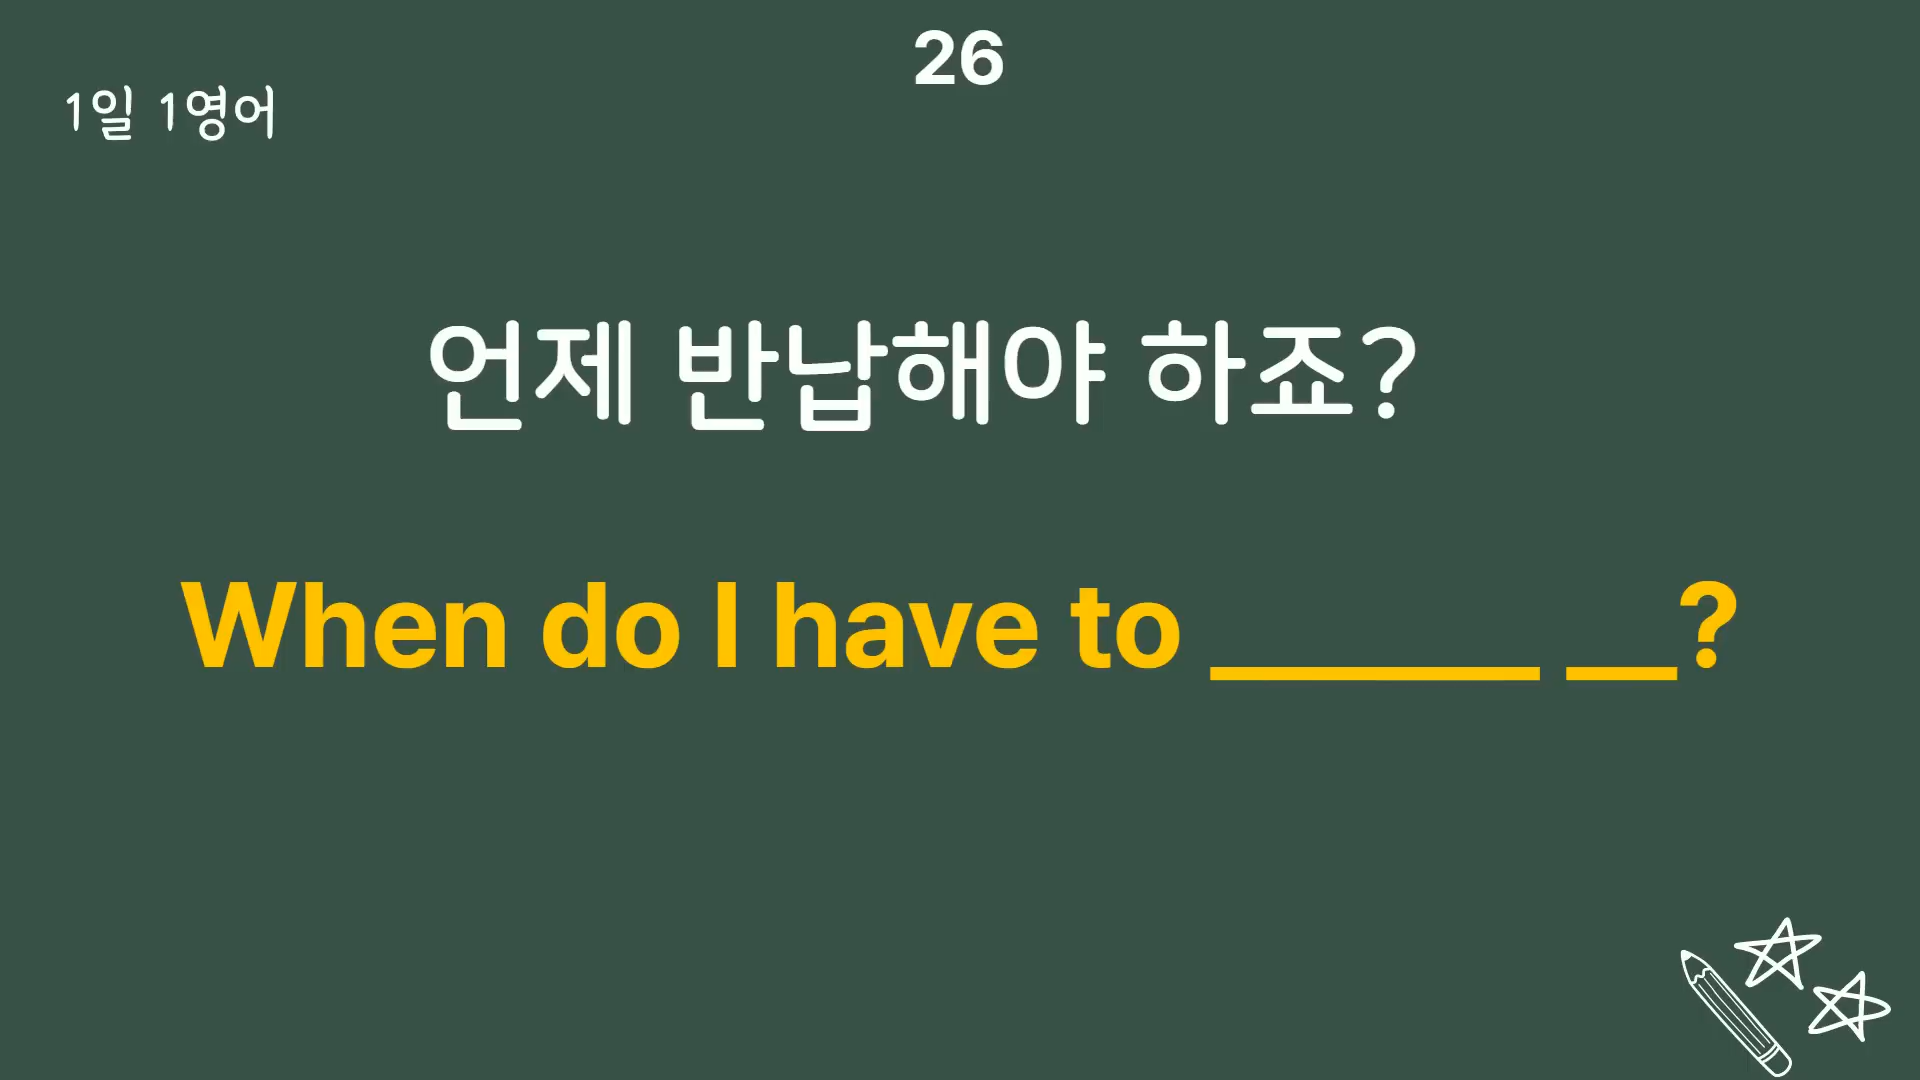 26
1일 1영어
언제 반납해야 하죠?
When do I have to ______ __?